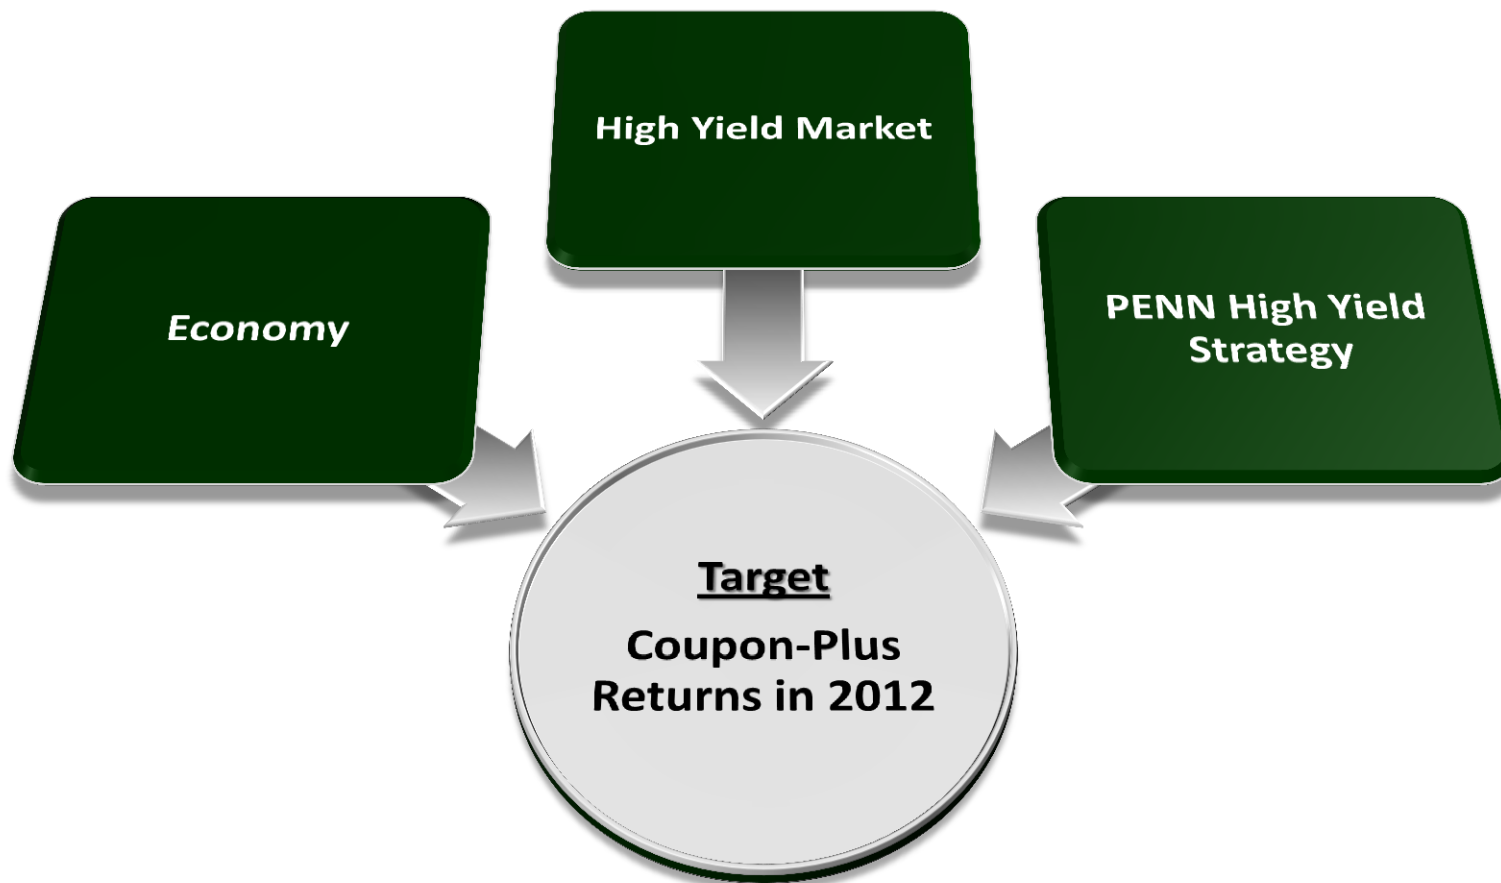 High Yield Market
Economy
PENN High Yield
Strategy
Target
Coupon-Plus
Returns in 2012